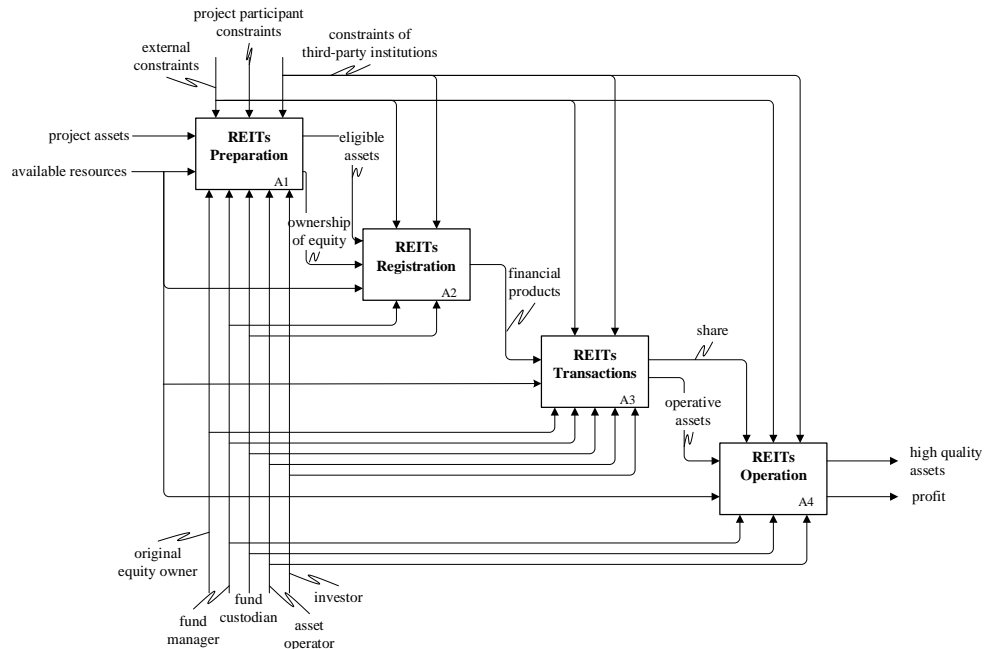 project participant
constraints
external
constraints
constraints of
third-party institutions
project assets
available resources
REITs
Preparation
A1
eligible
assets
ownership
of equity
REITs
Registration
A2
financial
products
REITs
Transactions
A3
share
operative
assets
REITs
Operation
A4
high quality
assets
profit
original
equity owner
fund
manager
fund
custodian
asset
operator
investor